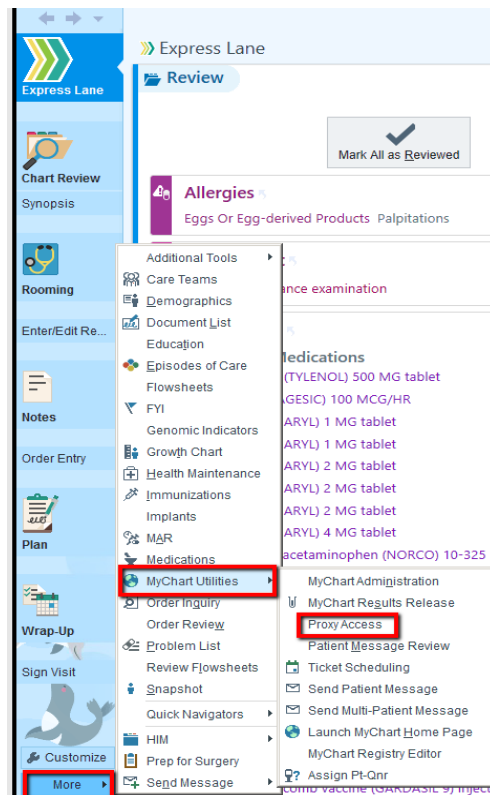 Express Lane
Chart Review
Synopsis
Rooming
Enter/Edit Re...
Notes
Order Entry
Plan
Wrap-Up
Sign Visit
Customize
More
Express Lane
Review
Mark All as Reviewed
Allergies
Eggs Or Egg-derived Products Palpitations
ance examination
Medications
(TYLENOL) 500 MG tablet
AGESIC) 100 MCG/HR
ARYL) 1 MG tablet
ARYL) 1 MG tablet
ARYL) 2 MG tablet
ARYL) 2 MG tablet
ARYL) 2 MG tablet
ARYL) 4 MG tablet
acetaminophen (NORCO) 10-325
Additional Tools
Care Teams
Demographics
Document List
Education
Episodes of Care
Flowsheets
FYI
Genomic Indicators
Growth Chart
Health Maintenance
Immunizations
Implants
MAR
Medications
MyChart Utilities
Order Inquiry
Order Review
Problem List
Review Flowsheets
Snapshot
Quick Navigators
HIM
Prep for Surgery
Send Message
MyChart Administration
MyChart Results Release
Proxy Access
Patient Message Review
Ticket Scheduling
Send Patient Message
Send Multi-Patient Message
Launch MyChart Home Page
MyChart Registry Editor
Assign Pt-Qnr